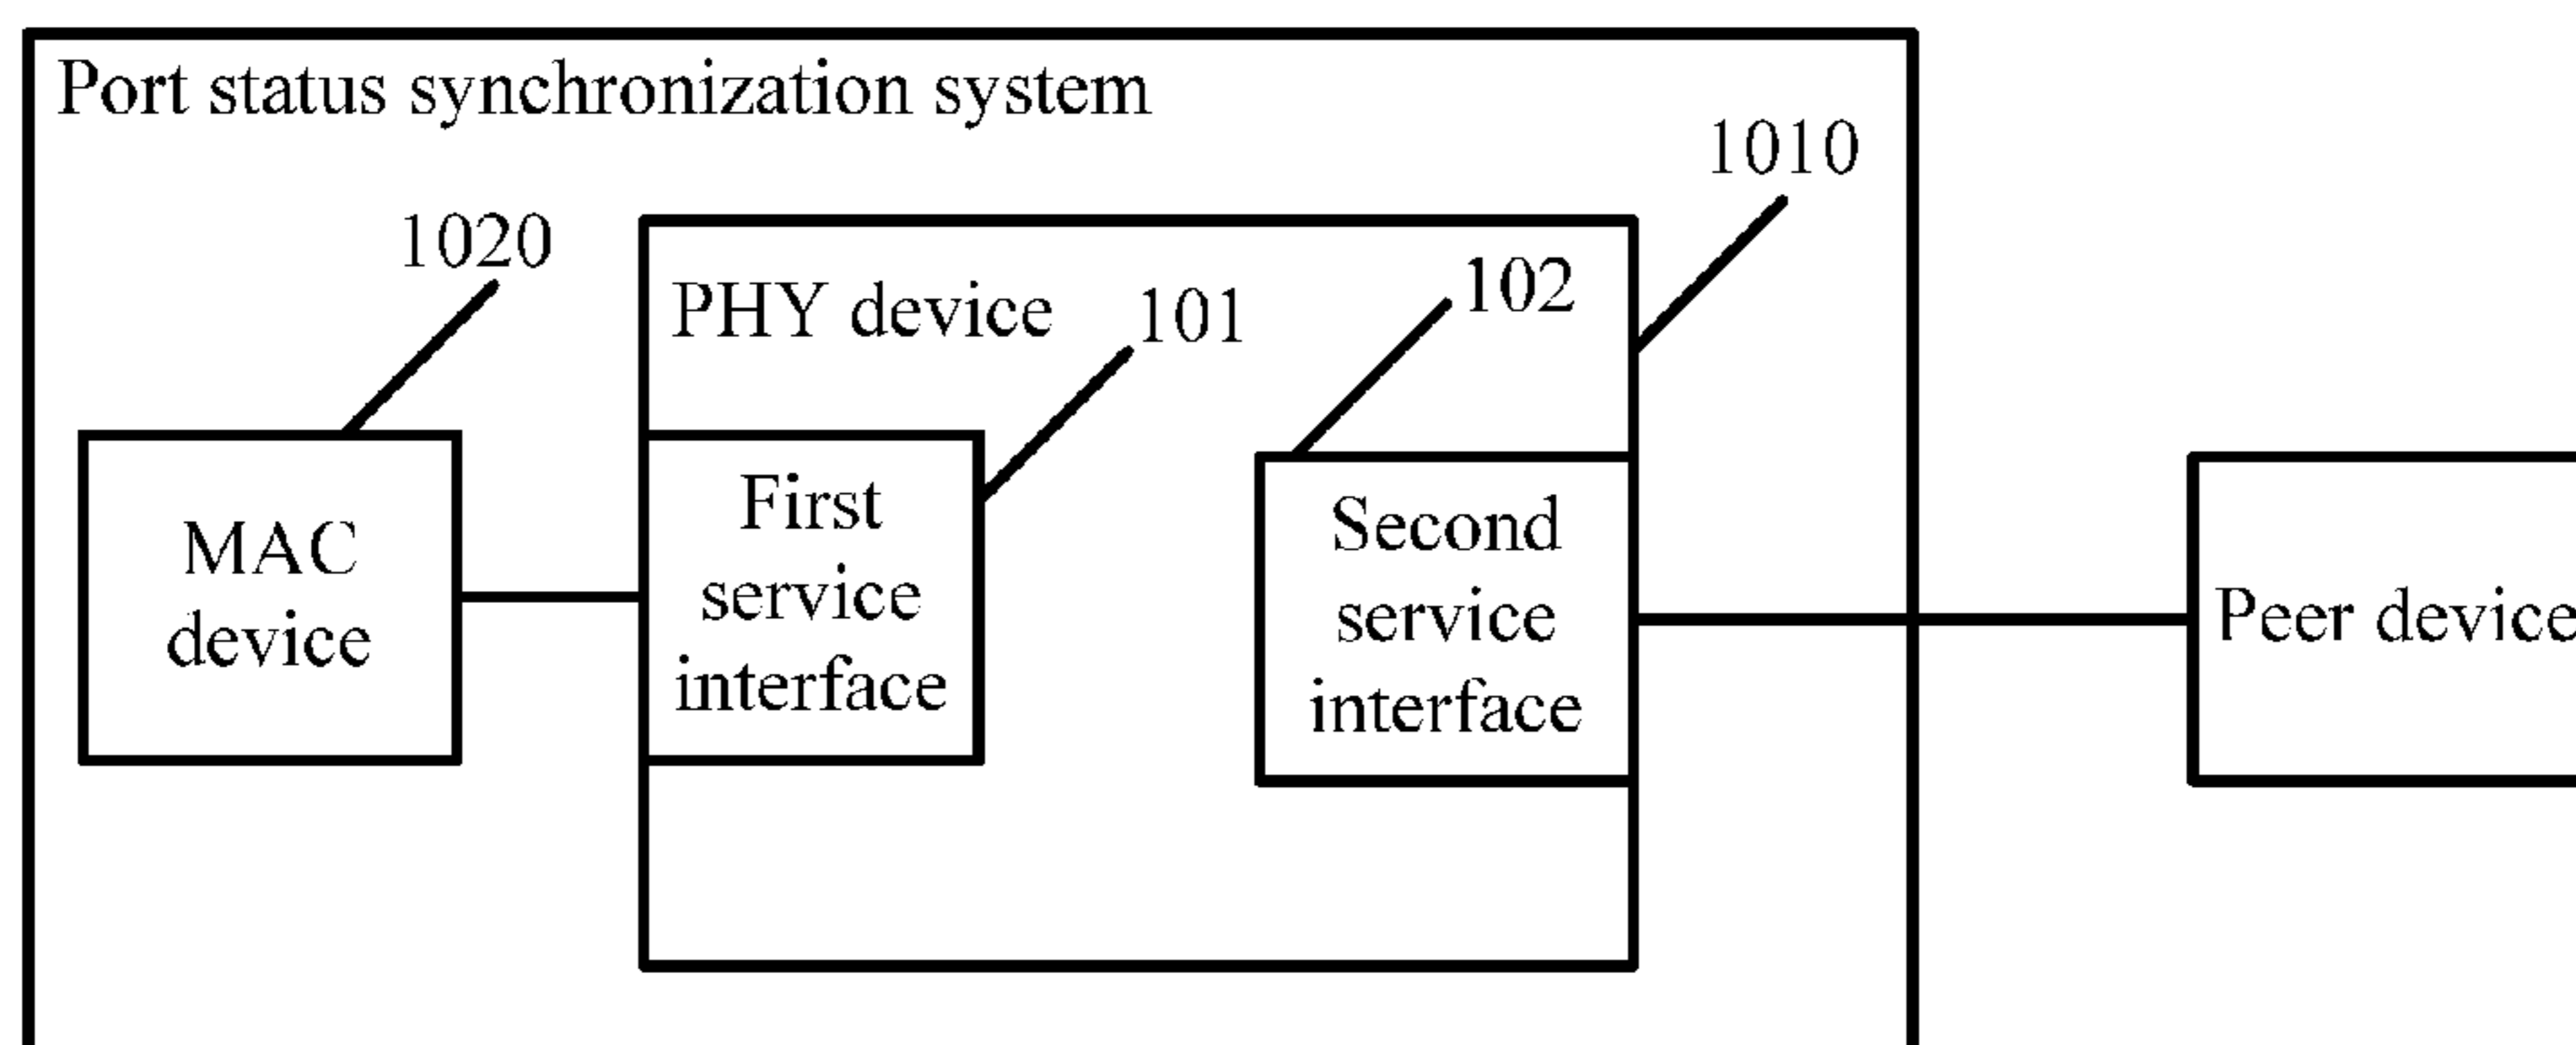 Port status synchronization system
1010
1020
PHY device
101
102
MAC
device
First
service
interface
Second
service
interface
Peer device